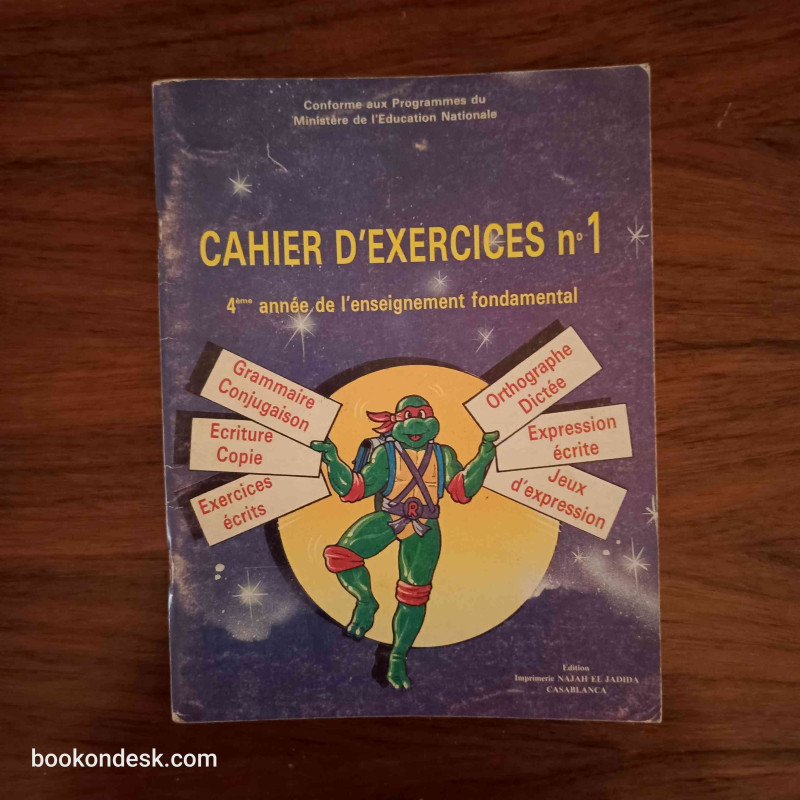 Conforme aux Programmes du
Ministère de l'Education Nationale
CAHIER D'EXERCICES nº1
4ème année de l'enseignement fondamental
Grammaire
Conjugaison
Ecriture
Copie
Exercices
écrits
Orthographe
Dictée
Expression
écrite
Jeux
d'expression
R
Edition
Imprimerie NAJAH EL JADIDA
CASABLANCA
bookondesk.com